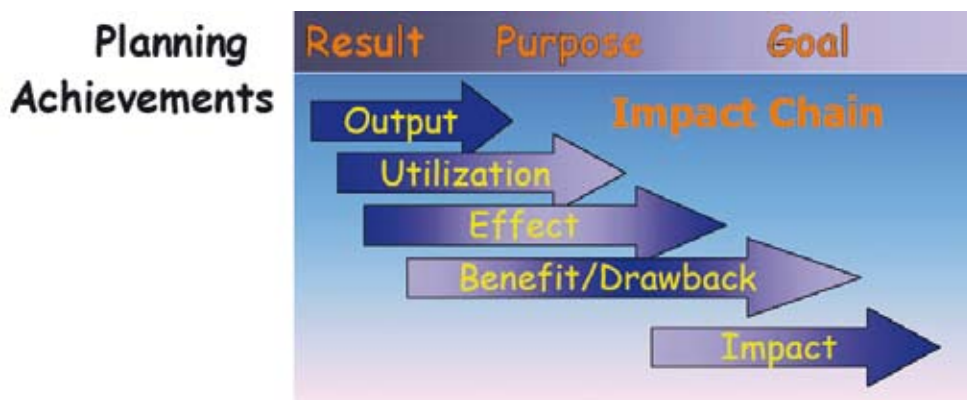 Planning
Achievements
Result Purpose Goal
Impact Chain
Output
Utilization
Effect
Benefit/Drawback
Impact